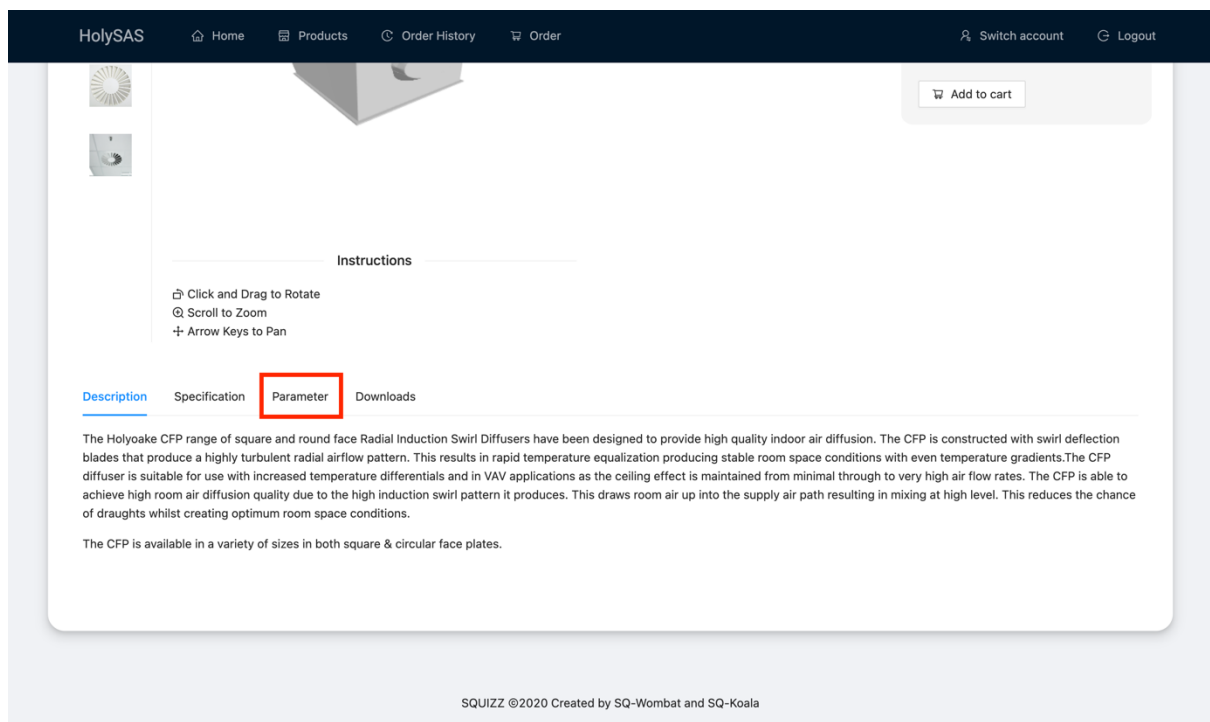 HolySAS Home Products Order History Order Switch account Logout
Add to cart
Instructions
Click and Drag to Rotate
Scroll to Zoom
Arrow Keys to Pan
Description Specification Parameter Downloads
The Holyoake CFP range of square and round face Radial Induction Swirl Diffusers have been designed to provide high quality indoor air diffusion. The CFP is constructed with swirl deflection
blades that produce a highly turbulent radial airflow pattern. This results in rapid temperature equalization producing stable room space conditions with even temperature gradients.The CFP
diffuser is suitable for use with increased temperature differentials and in VAV applications as the ceiling effect is maintained from minimal through to very high air flow rates. The CFP is able to
achieve high room air diffusion quality due to the high induction swirl pattern it produces. This draws room air up into the supply air path resulting in mixing at high level. This reduces the chance
of draughts whilst creating optimum room space conditions.
The CFP is available in a variety of sizes in both square & circular face plates.
SQUIZZ ©2020 Created by SQ-Wombat and SQ-Koala